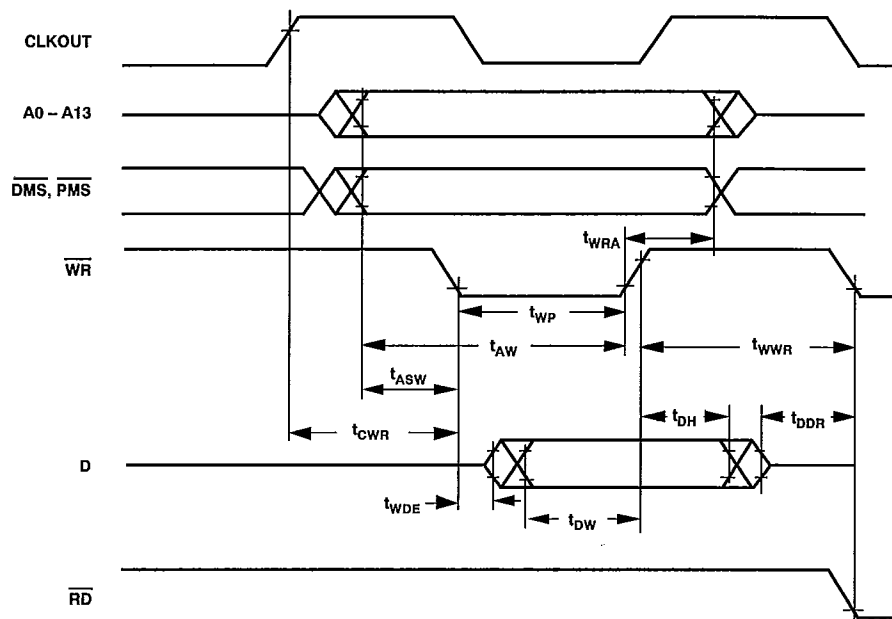 CLKOUT
A0 – A13
DMS, PMS
tWRA
WR
tWP
tAW
tWWR
tASW
tDH
tDDR
tCWR
D
tWDE
tDW
RD